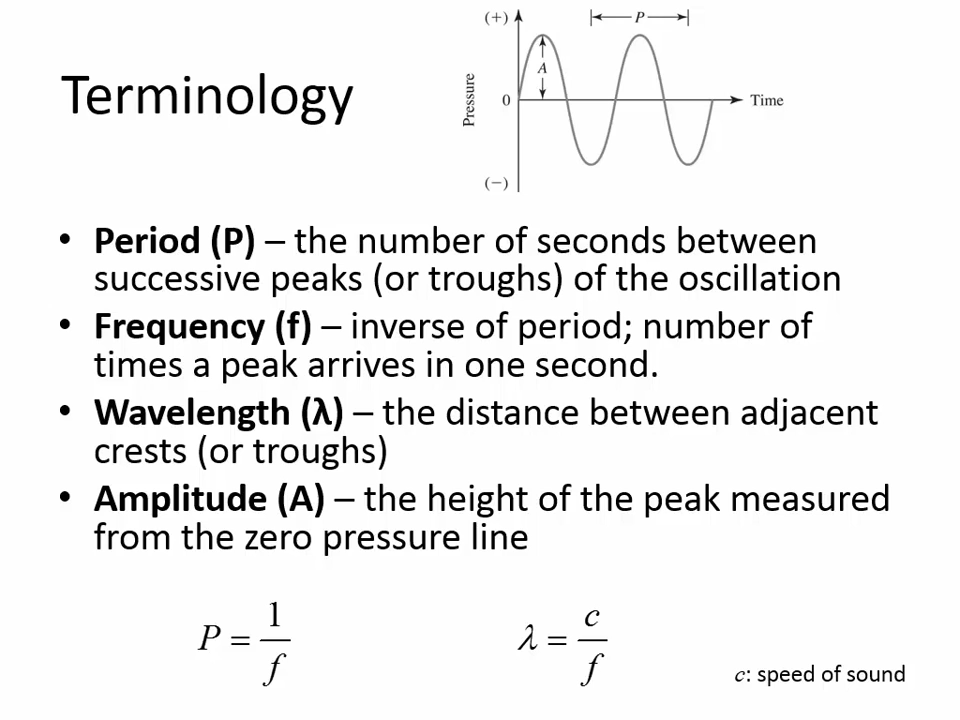 Terminology
(+)
P
A
Pressure
0
Time
(−)
• Period (P) – the number of seconds between
successive peaks (or troughs) of the oscillation
• Frequency (f) – inverse of period; number of
times a peak arrives in one second.
• Wavelength (λ) – the distance between adjacent
crests (or troughs)
• Amplitude (A) – the height of the peak measured
from the zero pressure line
P = 1/f
λ = c/f
c: speed of sound